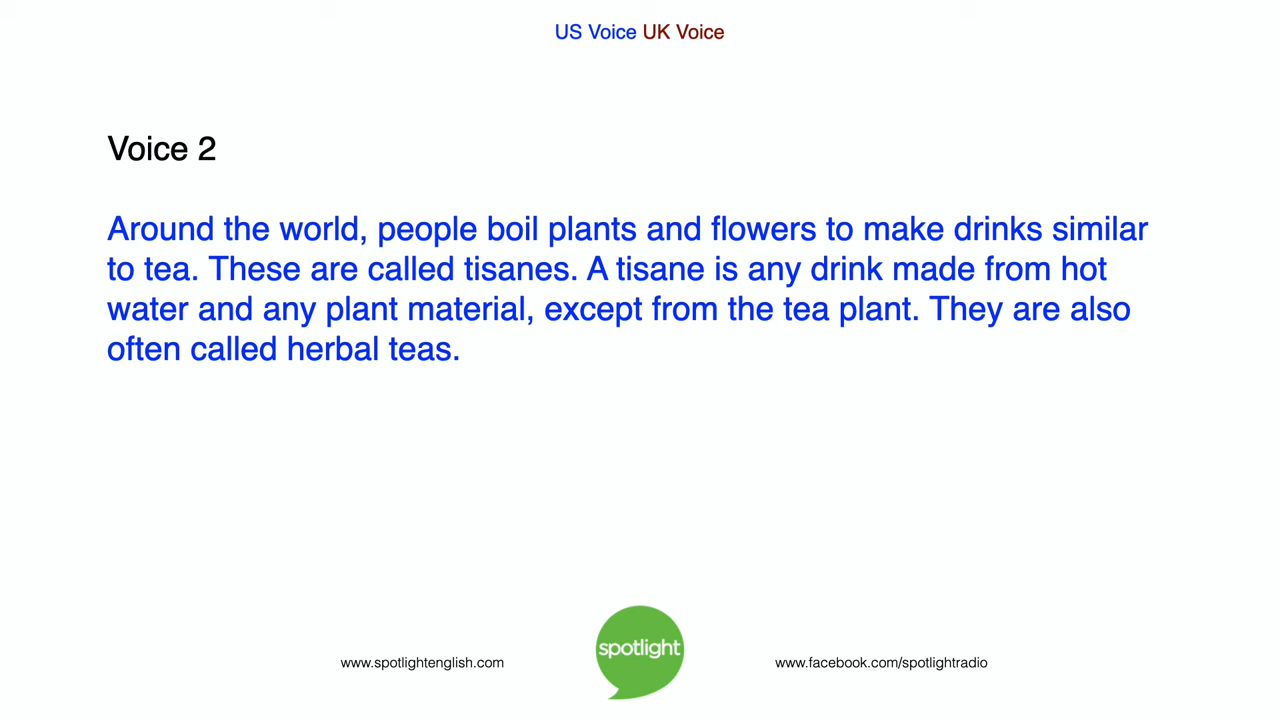 US Voice UK Voice
Voice 2
Around the world, people boil plants and flowers to make drinks similar
to tea. These are called tisanes. A tisane is any drink made from hot
water and any plant material, except from the tea plant. They are also
often called herbal teas.
www.spotlightenglish.com
spotlight
www.facebook.com/spotlightradio